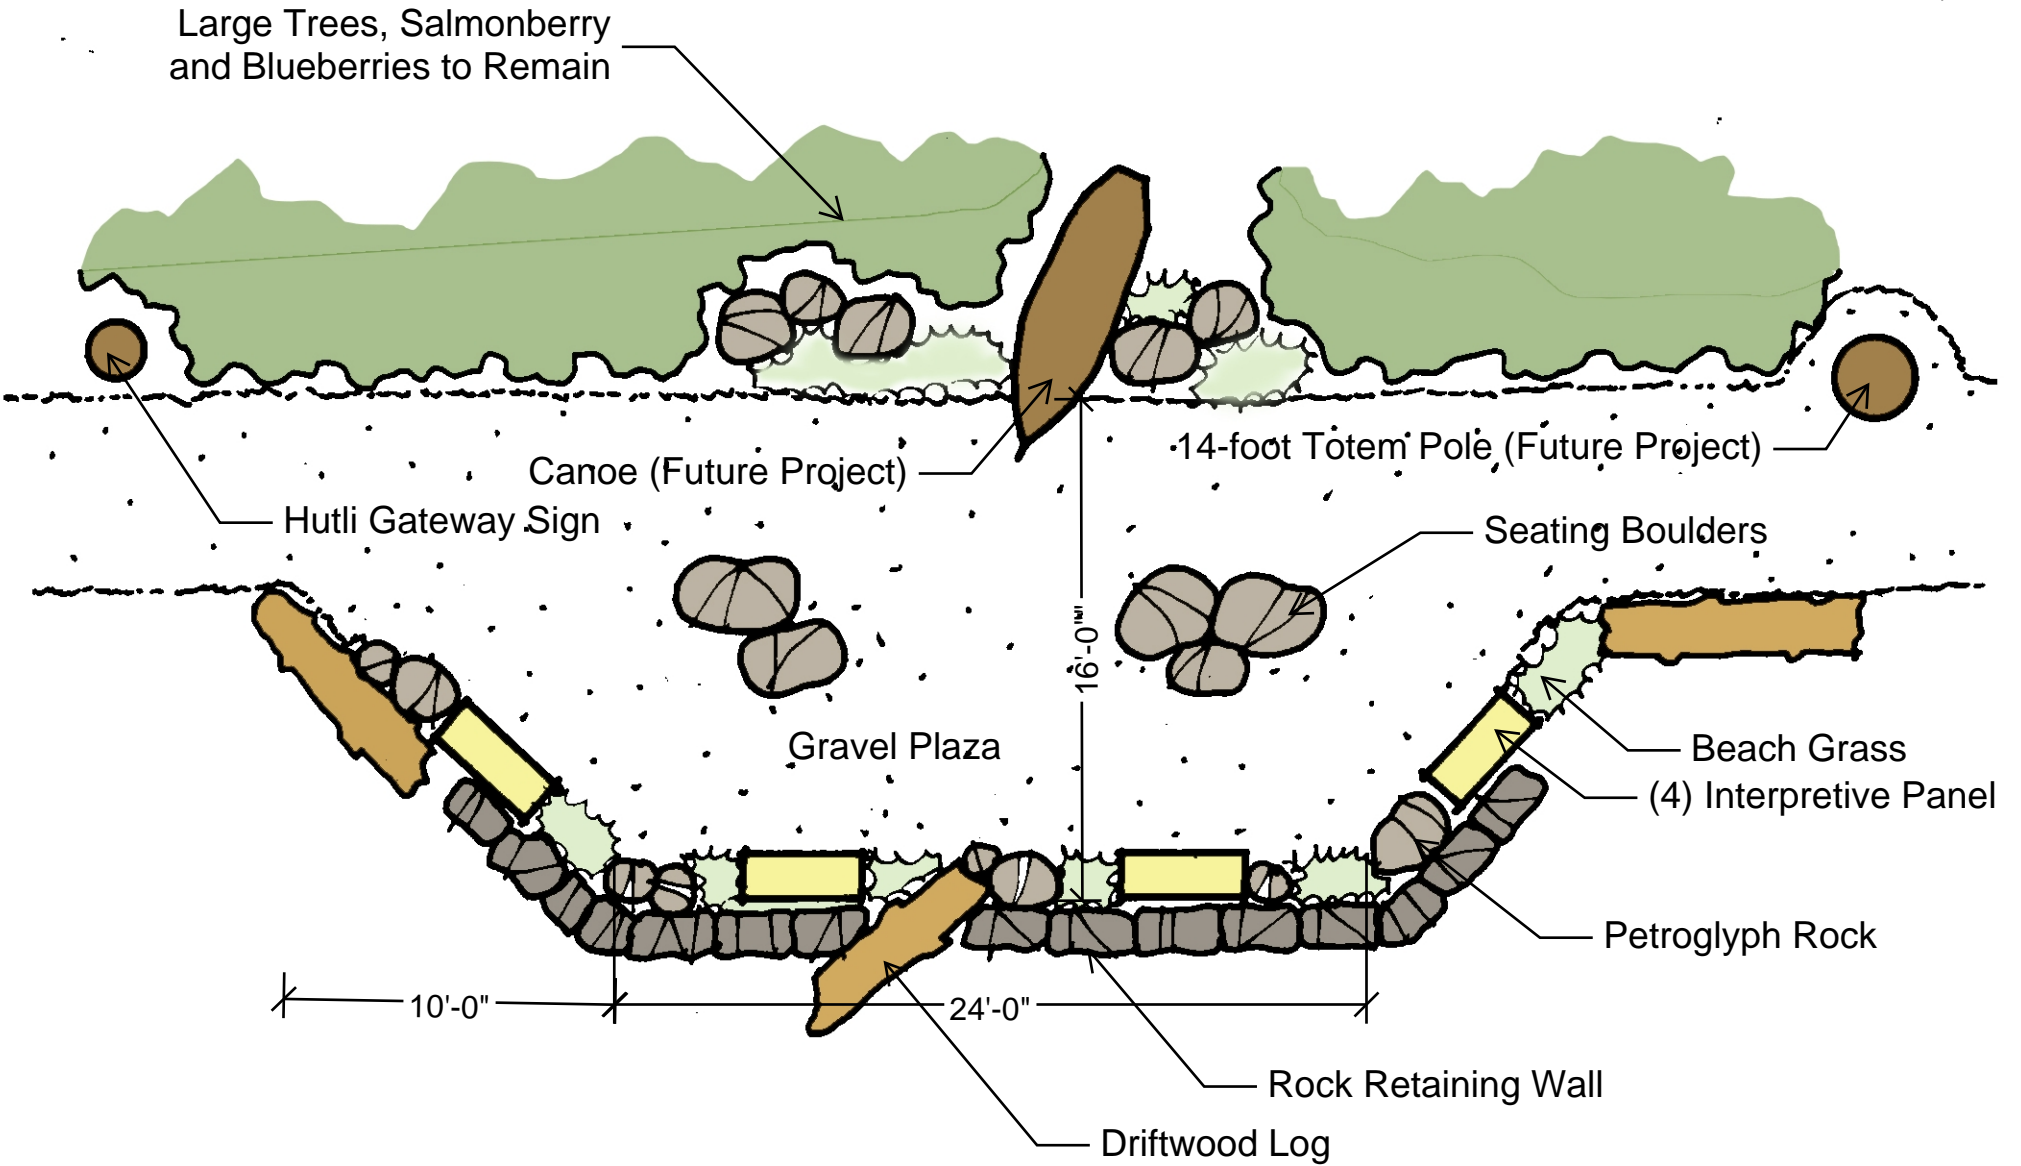 Large Trees, Salmonberry
and Blueberries to Remain
14-foot Totem Pole (Future Project)
Canoe (Future Project)
Hutli Gateway Sign
Seating Boulders
16'-0"
Gravel Plaza
Beach Grass
(4) Interpretive Panel
Petroglyph Rock
10'-0"
24'-0"
Rock Retaining Wall
Driftwood Log